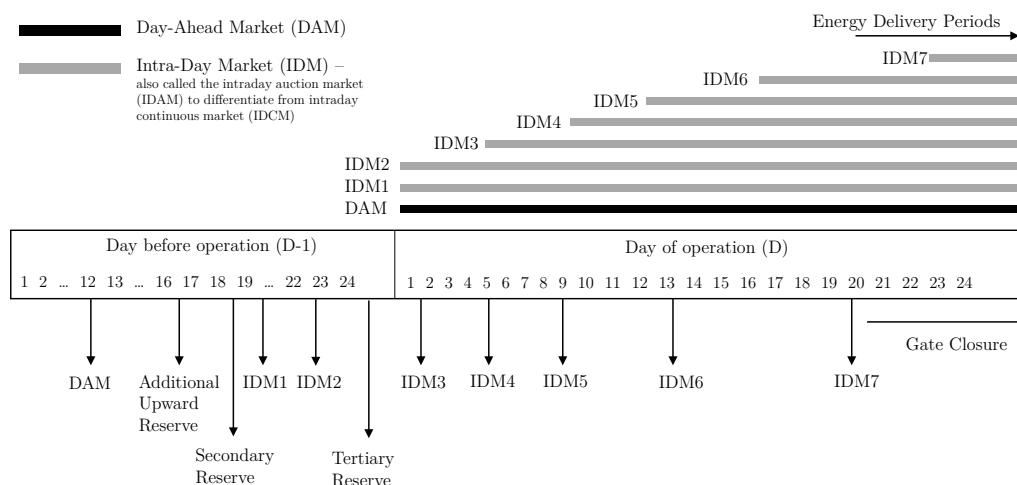 Day-Ahead Market (DAM)
Intra-Day Market (IDM) –
also called the intraday auction market
(IDAM) to differentiate from intraday
continuous market (IDCM)
Energy Delivery Periods
IDM7
IDM6
IDM5
IDM4
IDM3
IDM2
IDM1
DAM
Day before operation (D-1)
1 2 ... 12 13 ... 16 17 18 19 ... 22 23 24
Day of operation (D)
1 2 3 4 5 6 7 8 9 10 11 12 13 14 15 16 17 18 19 20 21 22 23 24
Gate Closure
DAM
Additional
Upward
Reserve
IDM1
IDM2
IDM3
IDM4
IDM5
IDM6
IDM7
Secondary
Reserve
Tertiary
Reserve